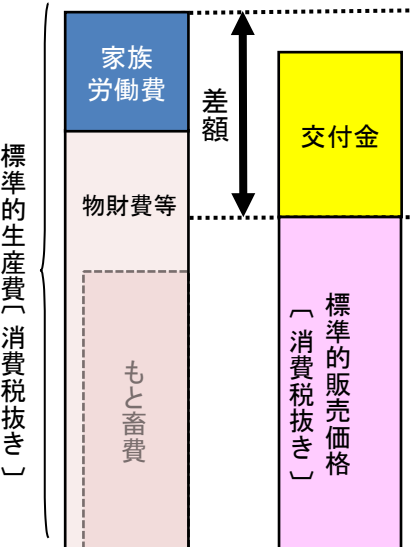 標準的生産費〔消費税抜き〕
家族
労働費
物財費等
もと畜費
差額
交付金
標準的販売価格
〔消費税抜き〕